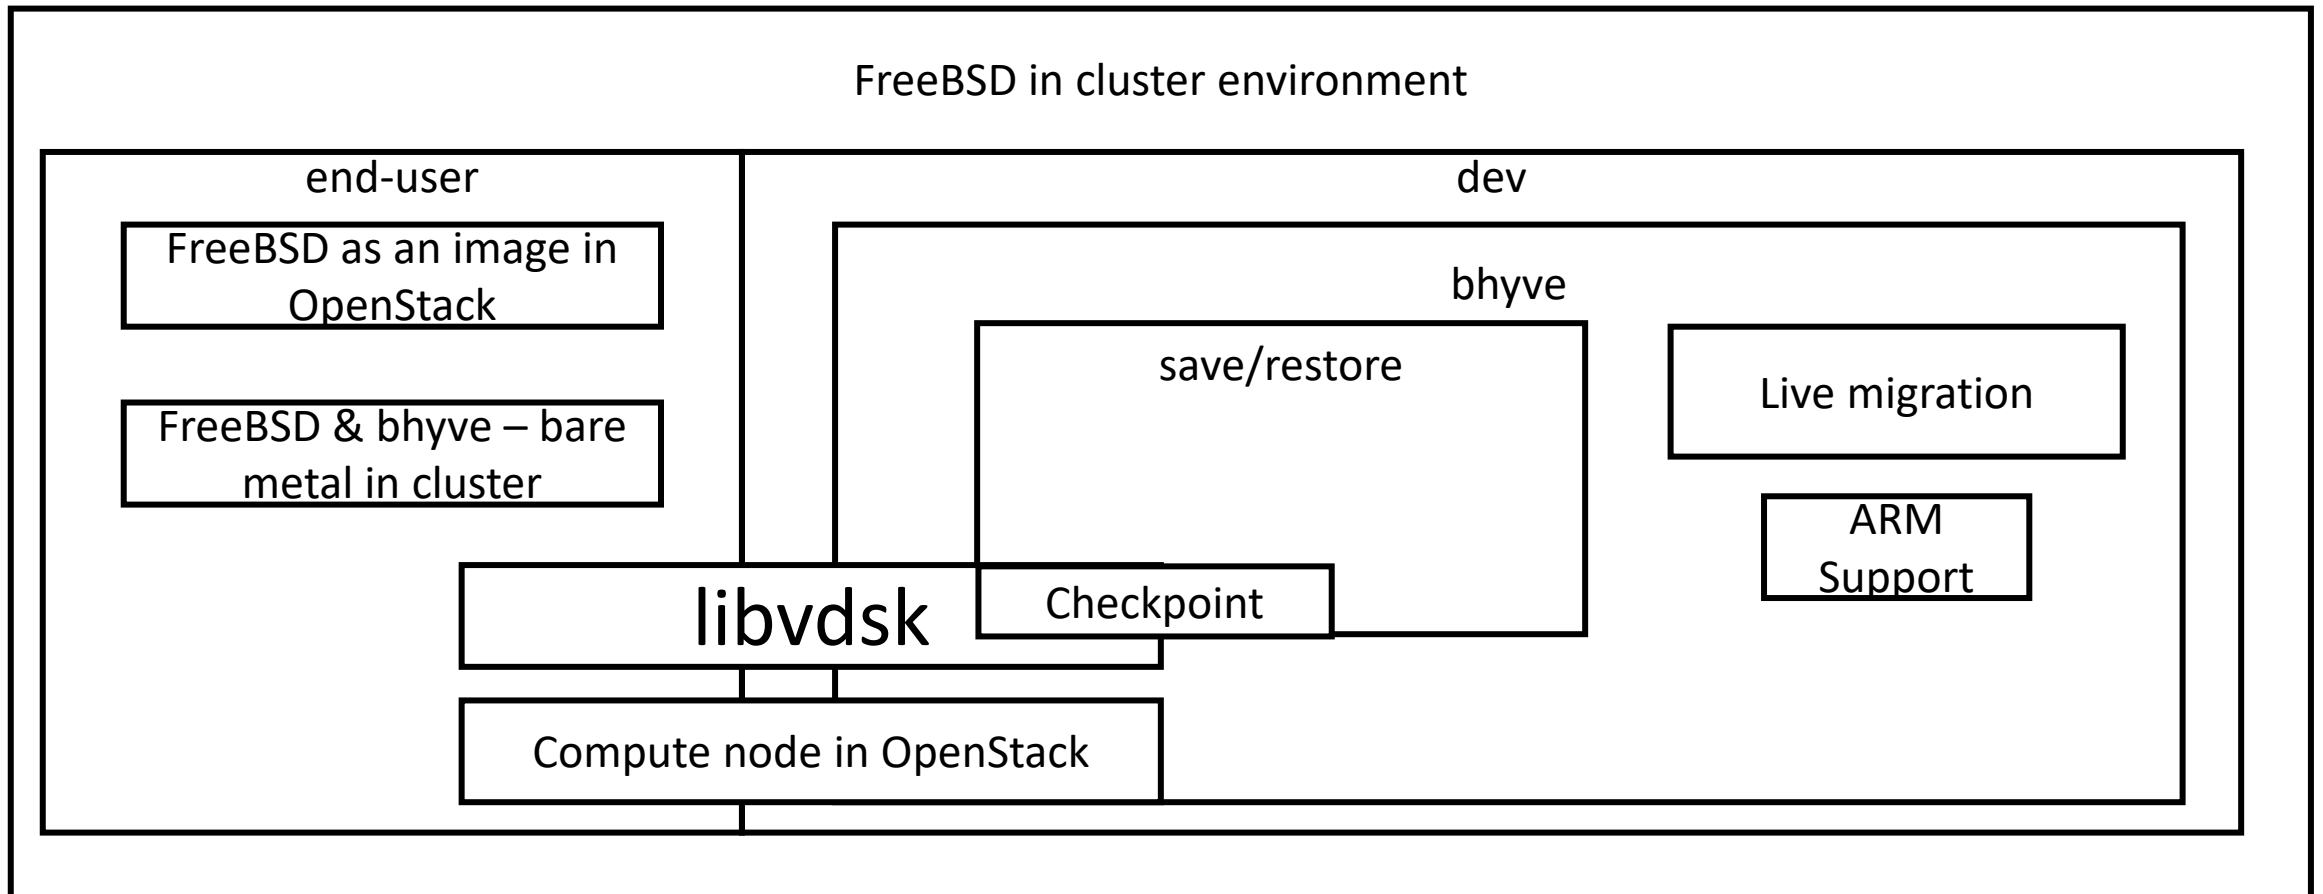 FreeBSD in cluster environment
end-user
dev
FreeBSD as an image in
OpenStack
bhyve
save/restore
Live migration
FreeBSD & bhyve – bare
metal in cluster
ARM
Support
libvdsk
Checkpoint
Compute node in OpenStack